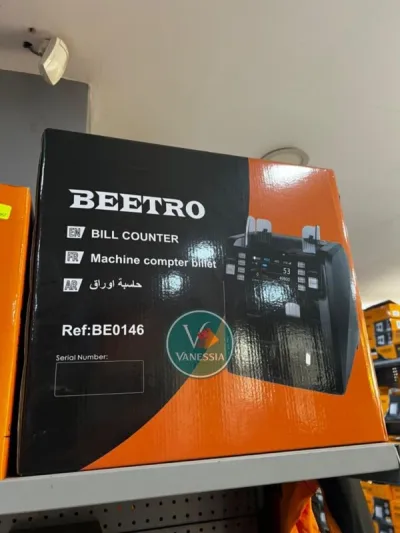 BEETRO
EN BILL COUNTER
FR Machine compter billet
AR حاسبة اوراق
Ref:BE0146
Serial Number:
VANESSIA
53